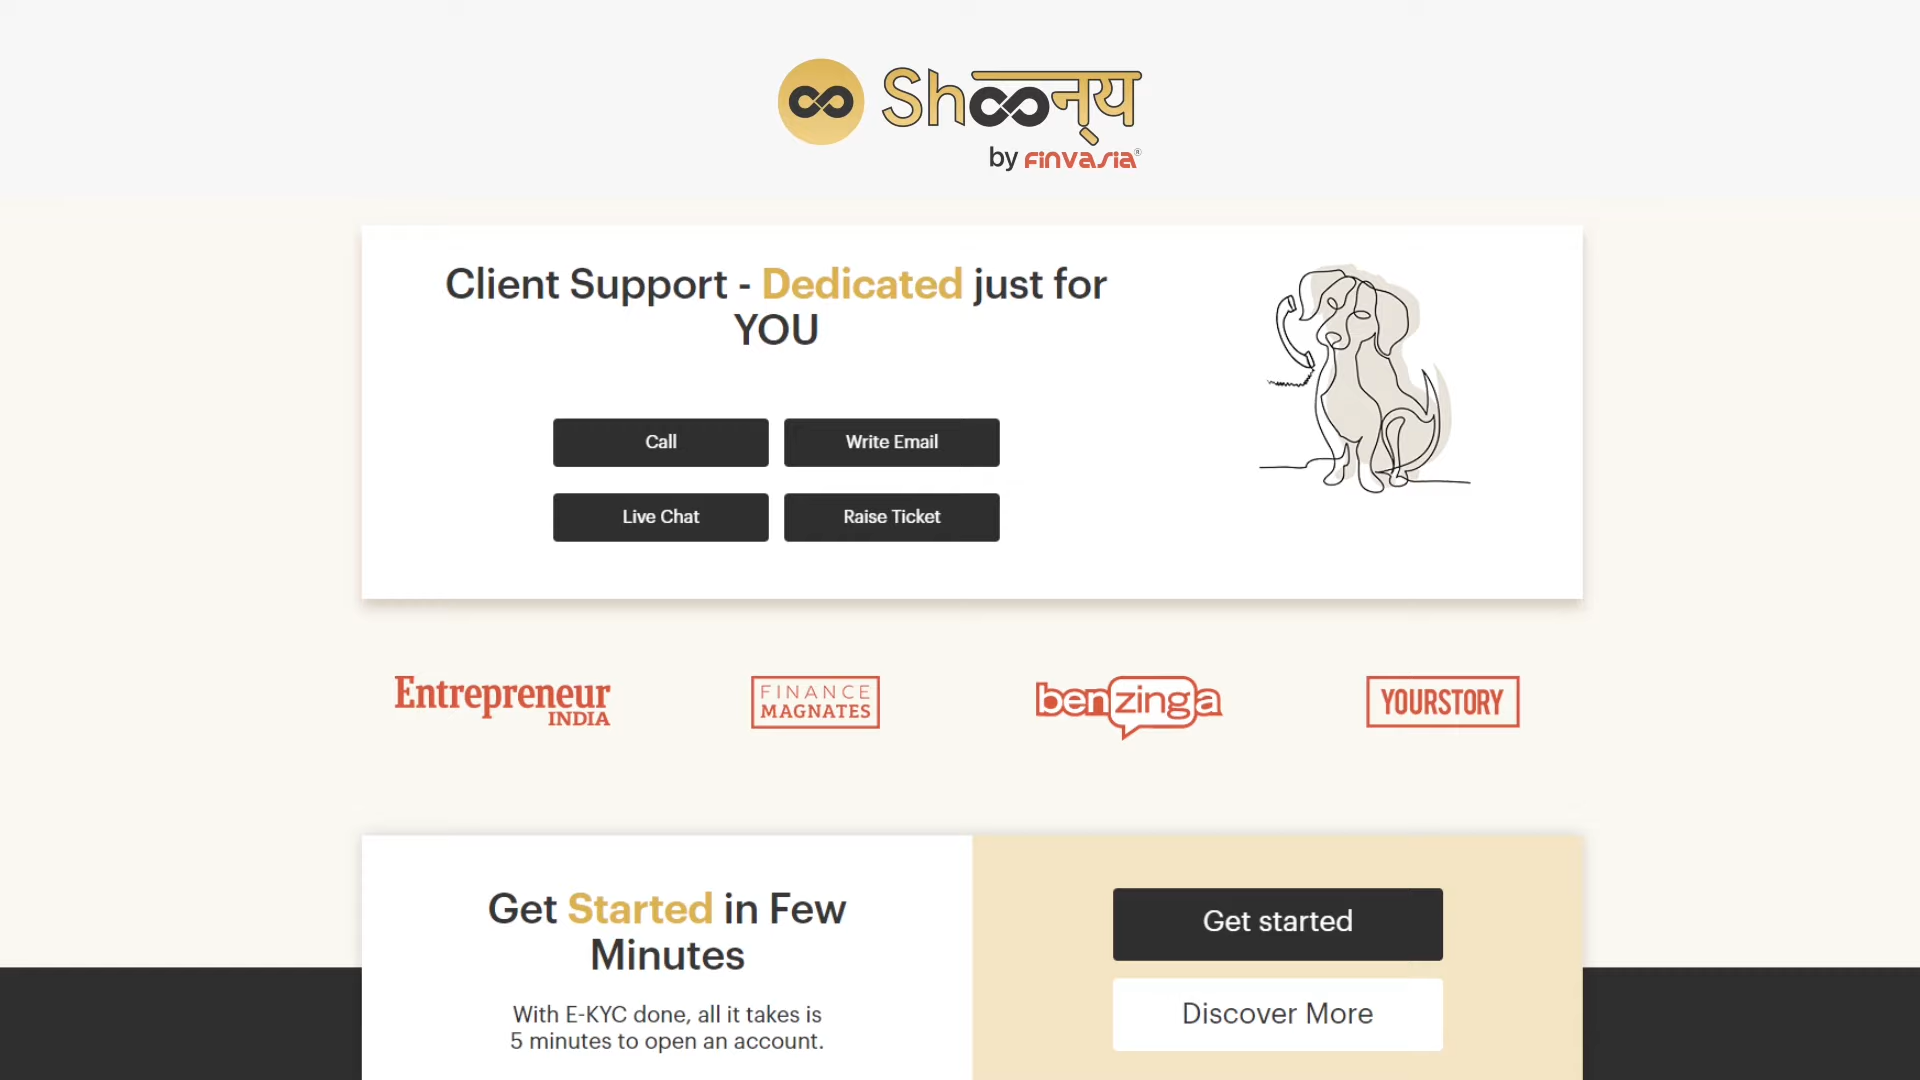 Shoonय
by Finvasia®
Client Support - Dedicated just for
YOU
Call
Write Email
Live Chat
Raise Ticket
Entrepreneur
INDIA
FINANCE
MAGNATES
benzinga
YOURSTORY
Get Started in Few
Minutes
With E-KYC done, all it takes is
5 minutes to open an account.
Get started
Discover More